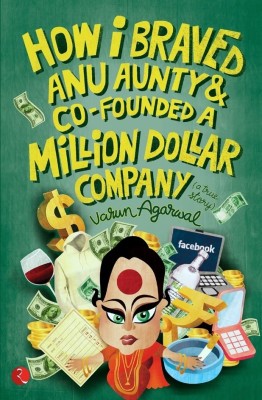 HOW i BRAVED
ANU AUNTY &
CO-FOUNDED A
MILLION DOLLAR
COMPANY
(a true
story)
Varun Agarwal
facebook
$
R